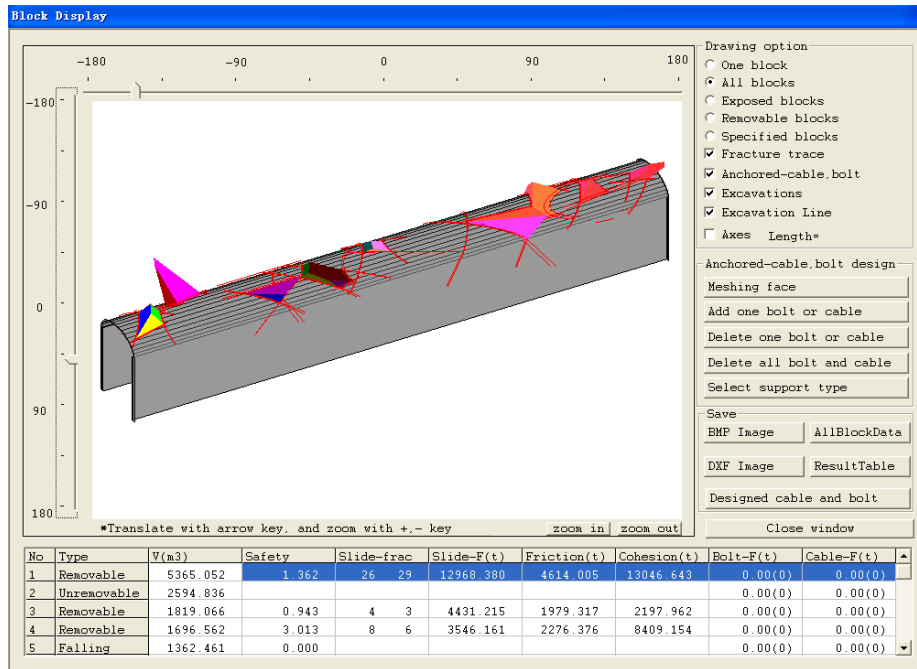 Block Display
-180 -90 0 90 180
-180
-90
0
90
180
*Translate with arrow key, and zoom with +,- key
zoom in zoom out
Drawing option
One block
All blocks
Exposed blocks
Removable blocks
Specified blocks
Fracture trace
Anchored-cable,bolt
Excavations
Excavation Line
Axes Length=
Anchored-cable,bolt design
Meshing face
Add one bolt or cable
Delete one bolt or cable
Delete all bolt and cable
Select support type
Save
BMP Image AllBlockData
DXF Image ResultTable
Designed cable and bolt
Close window
No Type V(m3) Safety Slide-frac Slide-F(t) Friction(t) Cohesion(t) Bolt-F(t) Cable-F(t)
1 Removable 5365.052 1.362 26 29 12968.380 4614.005 13046.643 0.00(0) 0.00(0)
2 Unremovable 2594.836 0.00(0) 0.00(0)
3 Removable 1819.066 0.943 4 3 4431.215 1979.317 2197.962 0.00(0) 0.00(0)
4 Removable 1696.562 3.013 8 6 3546.161 2276.376 8409.154 0.00(0) 0.00(0)
5 Falling 1362.461 0.000 0.00(0) 0.00(0)